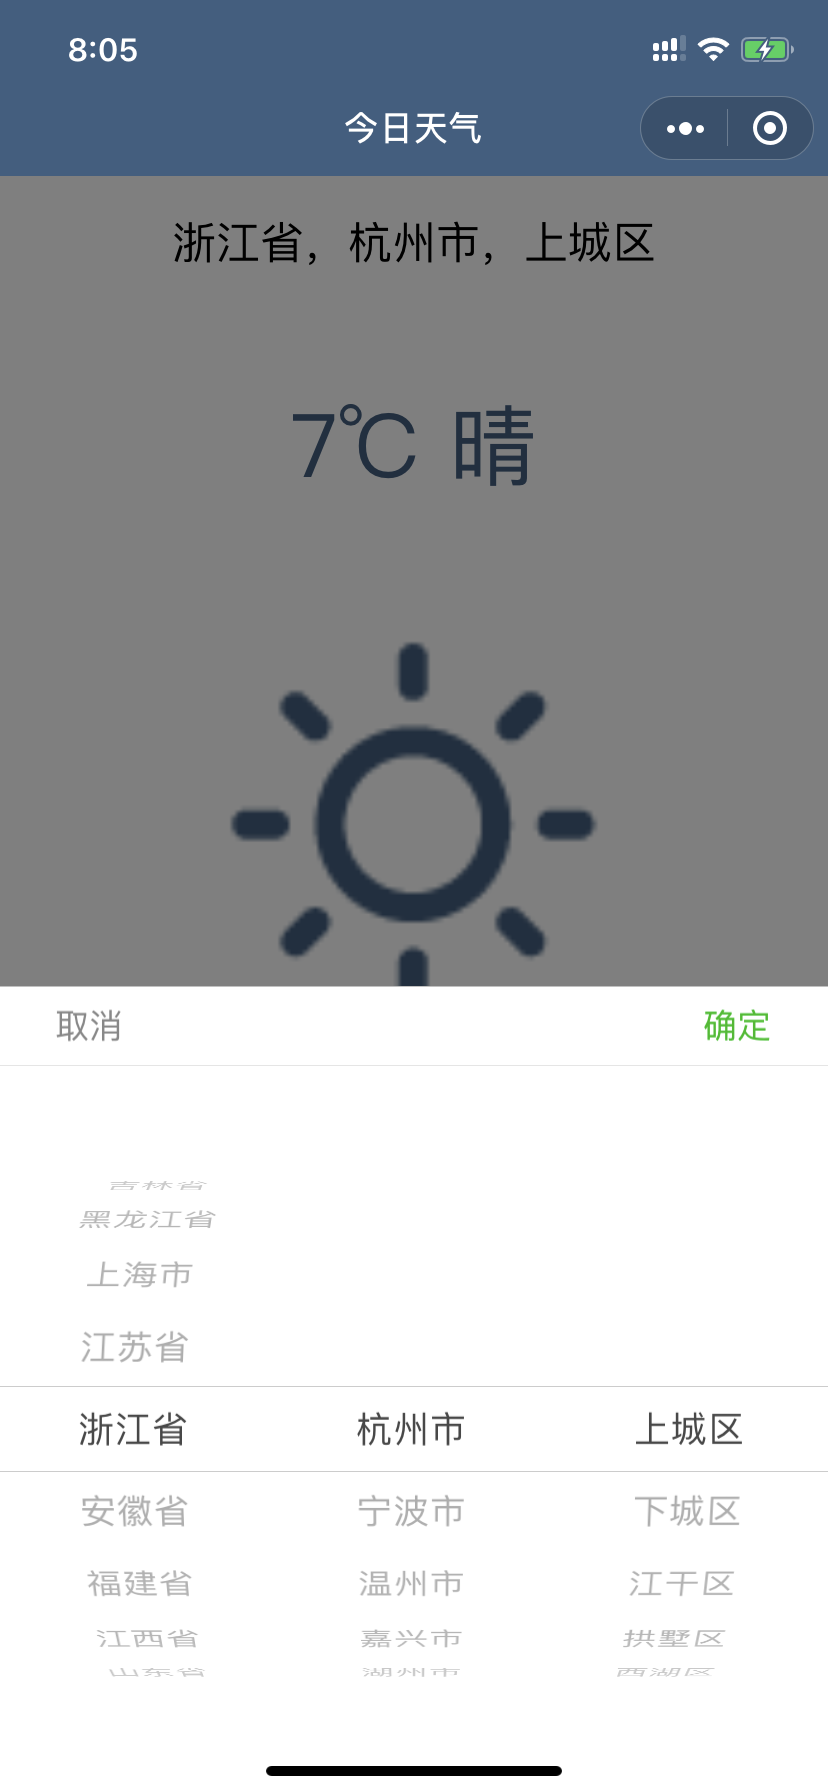 8:05
今日天气
浙江省，杭州市，上城区
7℃ 晴
取消 确定
吉林省
黑龙江省
上海市
江苏省
浙江省 杭州市 上城区
安徽省 宁波市 下城区
福建省 温州市 江干区
江西省 嘉兴市 拱墅区
山东省 湖州市 西湖区